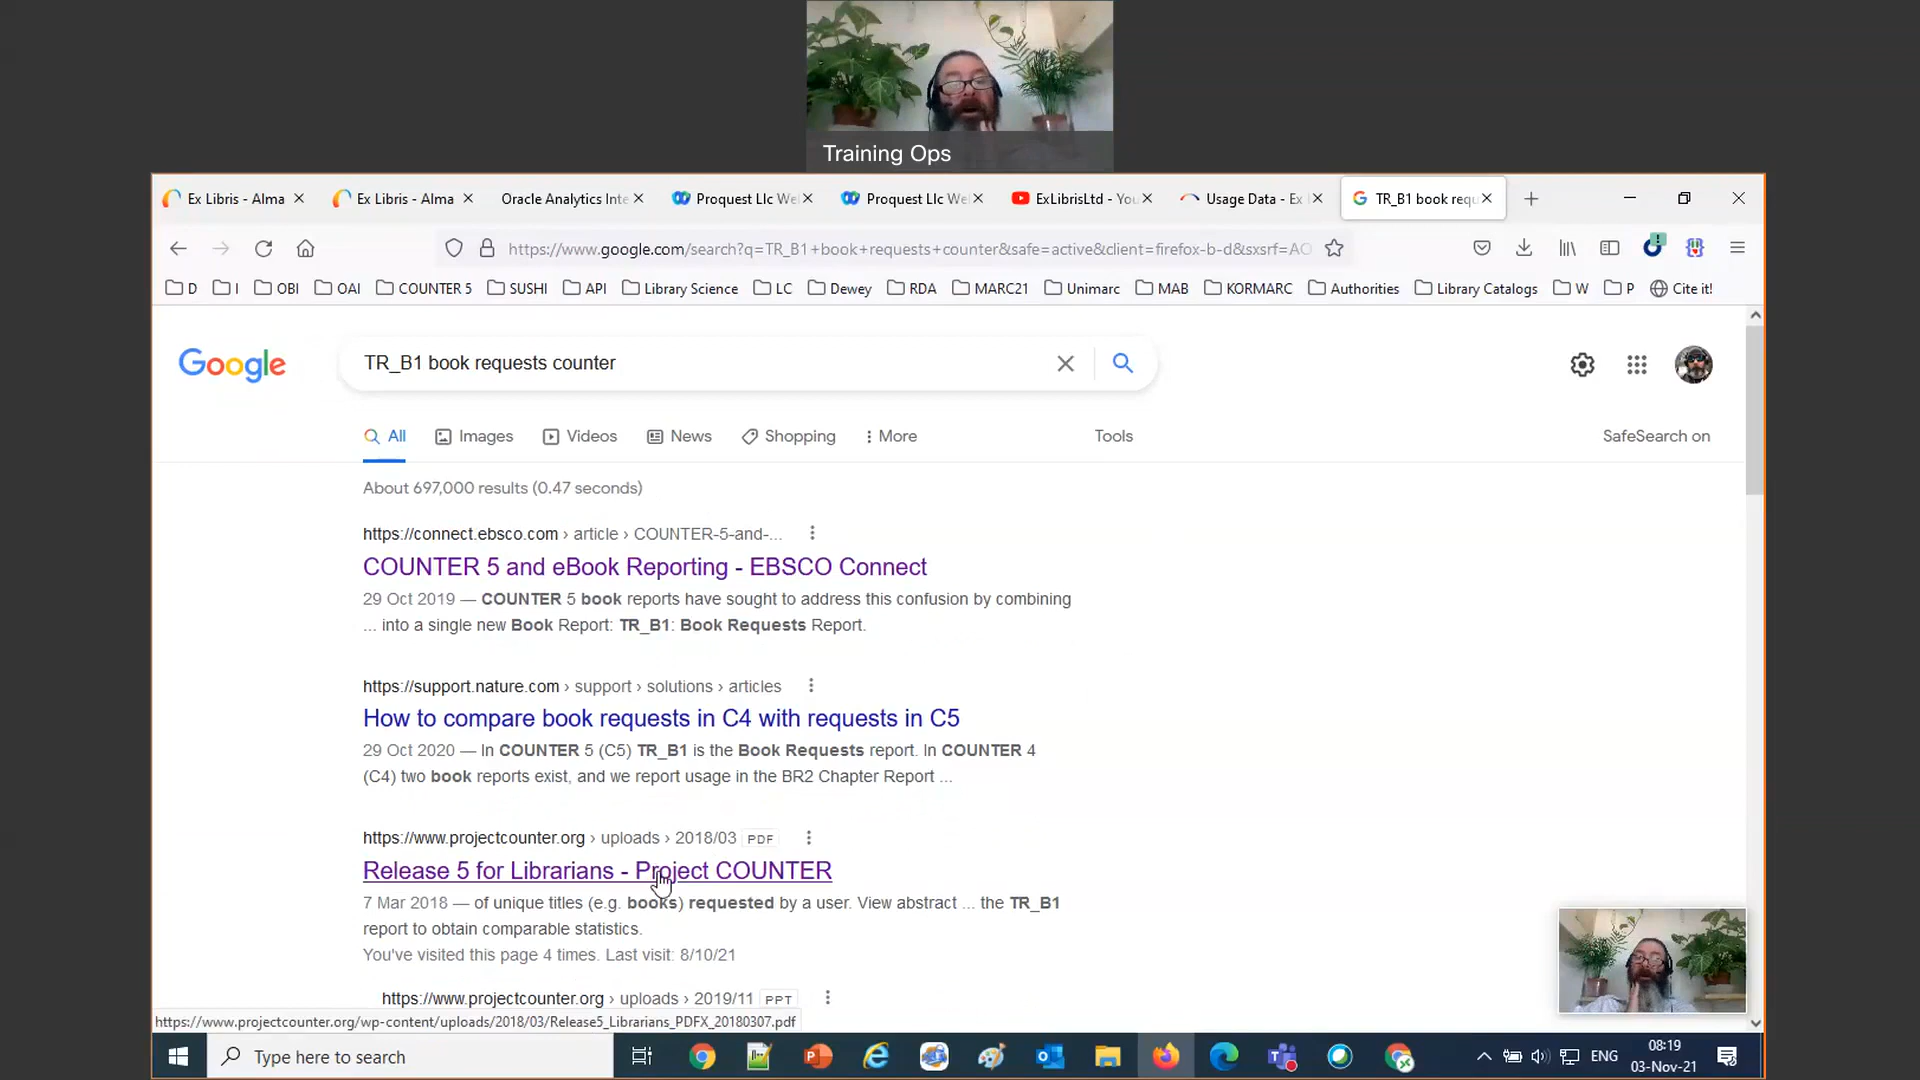 Training Ops
Ex Libris - Alma
Ex Libris - Alma
Oracle Analytics Inte
Proquest Llc We
Proquest Llc We
ExLibrisLtd - You
Usage Data - Ex
TR_B1 book requ
https://www.google.com/search?q=TR_B1+book+requests+counter&safe=active&client=firefox-b-d&sxsrf=AO
D
I
OBI
OAI
COUNTER 5
SUSHI
API
Library Science
LC
Dewey
RDA
MARC21
Unimarc
MAB
KORMARC
Authorities
Library Catalogs
W
P
Cite it!
Google
TR_B1 book requests counter
All
Images
Videos
News
Shopping
More
Tools
SafeSearch on
About 697,000 results (0.47 seconds)
https://connect.ebsco.com › article › COUNTER-5-and-...
COUNTER 5 and eBook Reporting - EBSCO Connect
29 Oct 2019 — COUNTER 5 book reports have sought to address this confusion by combining
... into a single new Book Report: TR_B1: Book Requests Report.
https://support.nature.com › support › solutions › articles
How to compare book requests in C4 with requests in C5
29 Oct 2020 — In COUNTER 5 (C5) TR_B1 is the Book Requests report. In COUNTER 4
(C4) two book reports exist, and we report usage in the BR2 Chapter Report ...
https://www.projectcounter.org › uploads › 2018/03 PDF
Release 5 for Librarians - Project COUNTER
7 Mar 2018 — of unique titles (e.g. books) requested by a user. View abstract ... the TR_B1
report to obtain comparable statistics.
You've visited this page 4 times. Last visit: 8/10/21
https://www.projectcounter.org › uploads › 2019/11 PPT
https://www.projectcounter.org/wp-content/uploads/2018/03/Release5_Librarians_PDFX_20180307.pdf
Type here to search
ENG
08:19
03-Nov-21